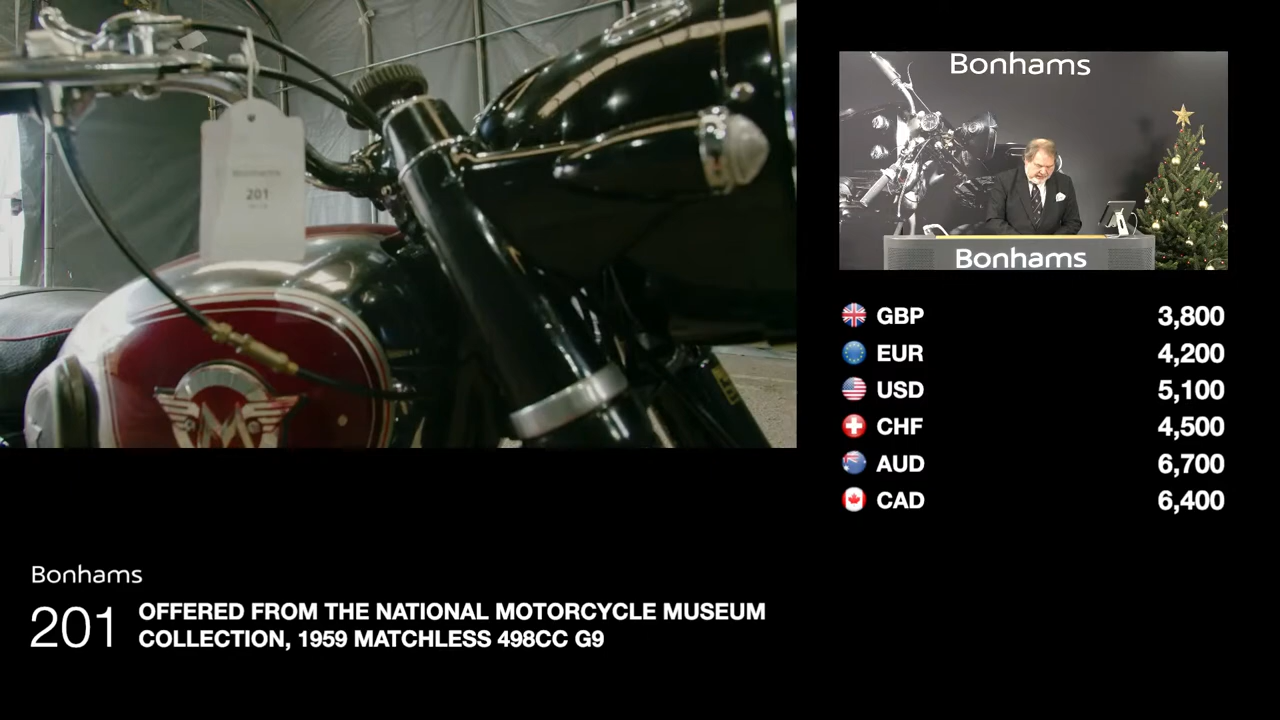 201
M
Bonhams
Bonhams
GBP 3,800
EUR 4,200
USD 5,100
CHF 4,500
AUD 6,700
CAD 6,400
Bonhams
201 OFFERED FROM THE NATIONAL MOTORCYCLE MUSEUM
COLLECTION, 1959 MATCHLESS 498CC G9